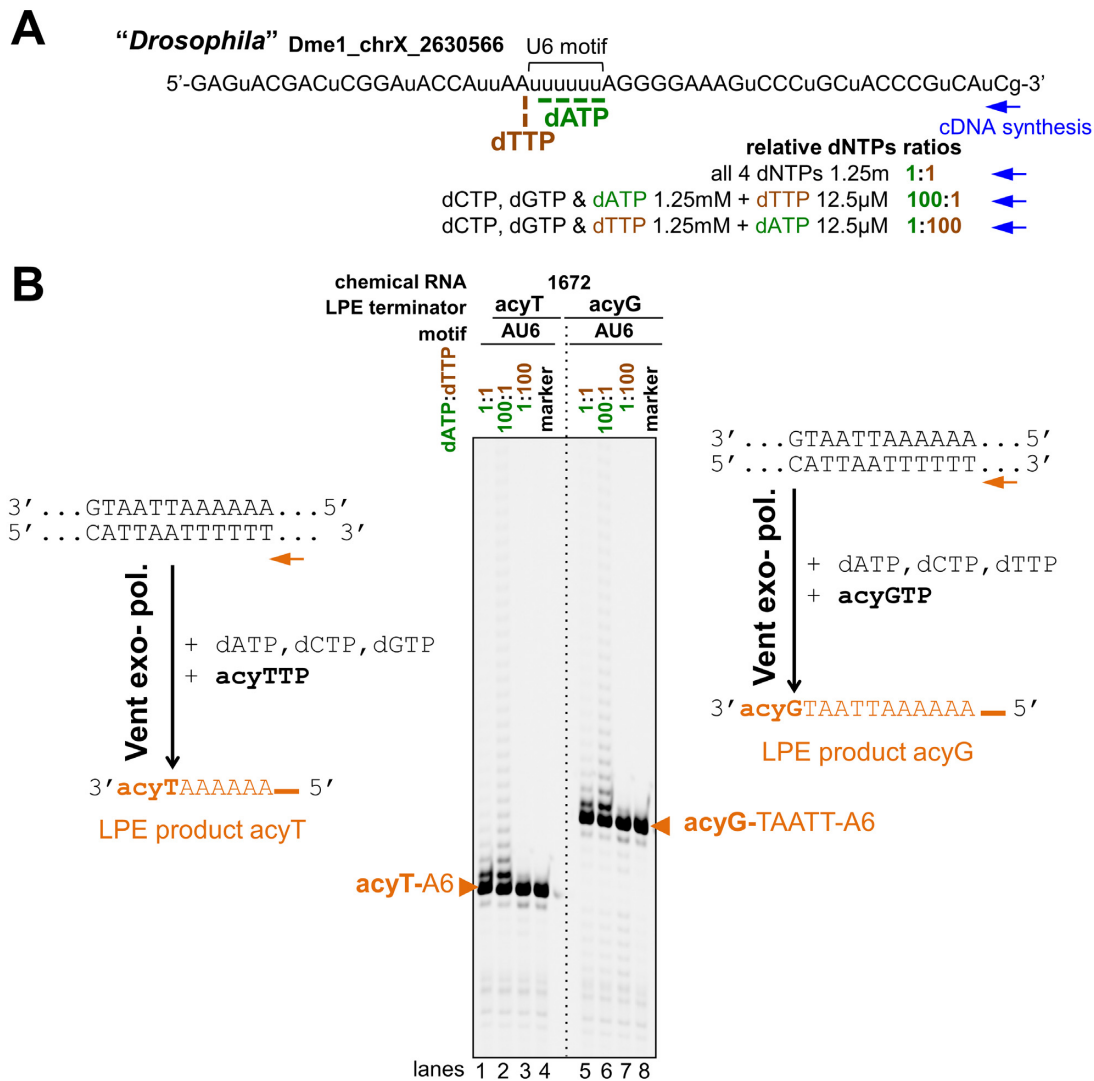 A
“Drosophila” Dme1_chrX_2630566
U6 motif
5’-GAGuACGACuCGGAuACCAuuAAuuuuuuAGGGGAAAGuCCCuGCuACCCGuCAuCg-3’
dATP
dTTP
cDNA synthesis
relative dNTPs ratios
all 4 dNTPs 1.25m 1:1
dCTP, dGTP & dATP 1.25mM + dTTP 12.5µM 100:1
dCTP, dGTP & dTTP 1.25mM + dATP 12.5µM 1:100
B
chemical RNA 1672
LPE terminator acyT acyG
motif AU6 AU6
dATP:dTTP
1:1
100:1
1:100
marker
1:1
100:1
1:100
marker
3′...GTAATTAAAAAA...5′
5′...CATTAATTTTTT...3′
3′...GTAATTAAAAAA...5′
5′...CATTAATTTTTT... 3′
Vent exo- pol.
+ dATP,dCTP,dGTP
+ acyTTP
3′acyTAAAAAA 5′
LPE product acyT
Vent exo- pol.
+ dATP,dCTP,dTTP
+ acyGTP
3′acyGTAATTAAAAAA 5′
LPE product acyG
acyG-TAATT-A6
acyT-A6
lanes 1 2 3 4 5 6 7 8